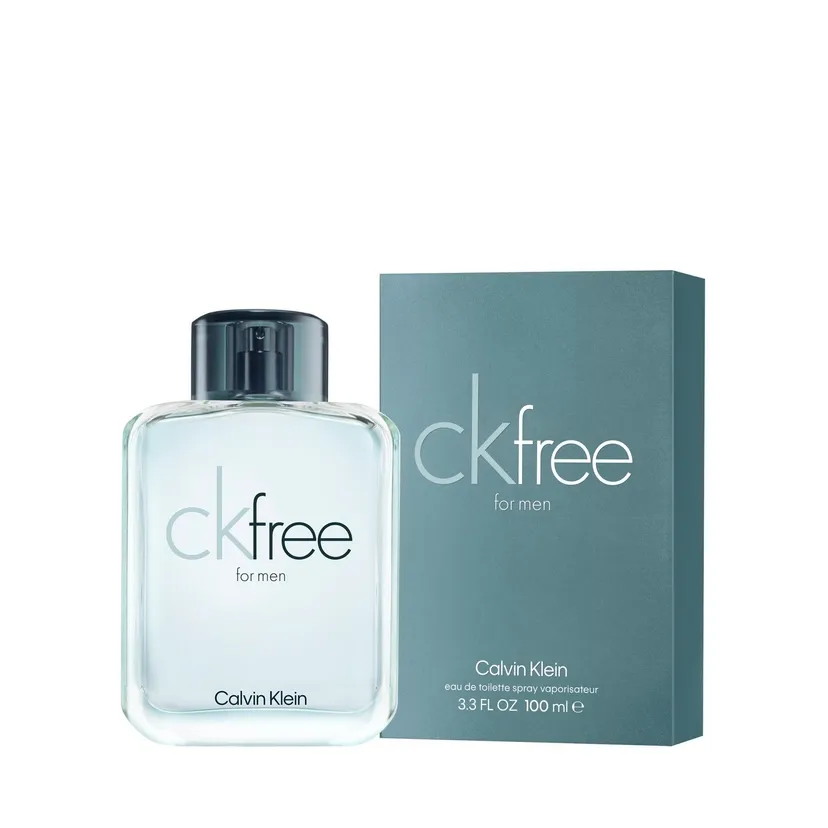 ckfree
for men
Calvin Klein
ckfree
for men
Calvin Klein
eau de toilette spray vaporisateur
3.3 FL OZ 100 ml ℮